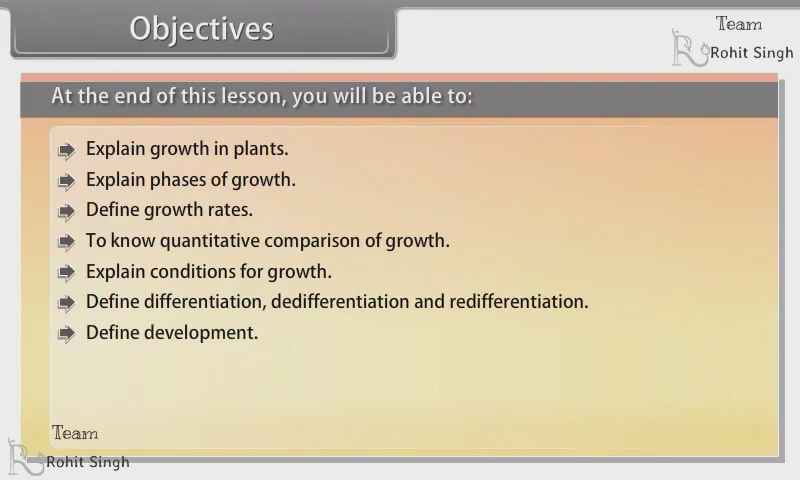 Objectives
Team
Rohit Singh
At the end of this lesson, you will be able to:
Explain growth in plants.
Explain phases of growth.
Define growth rates.
To know quantitative comparison of growth.
Explain conditions for growth.
Define differentiation, dedifferentiation and redifferentiation.
Define development.
Team
Rohit Singh